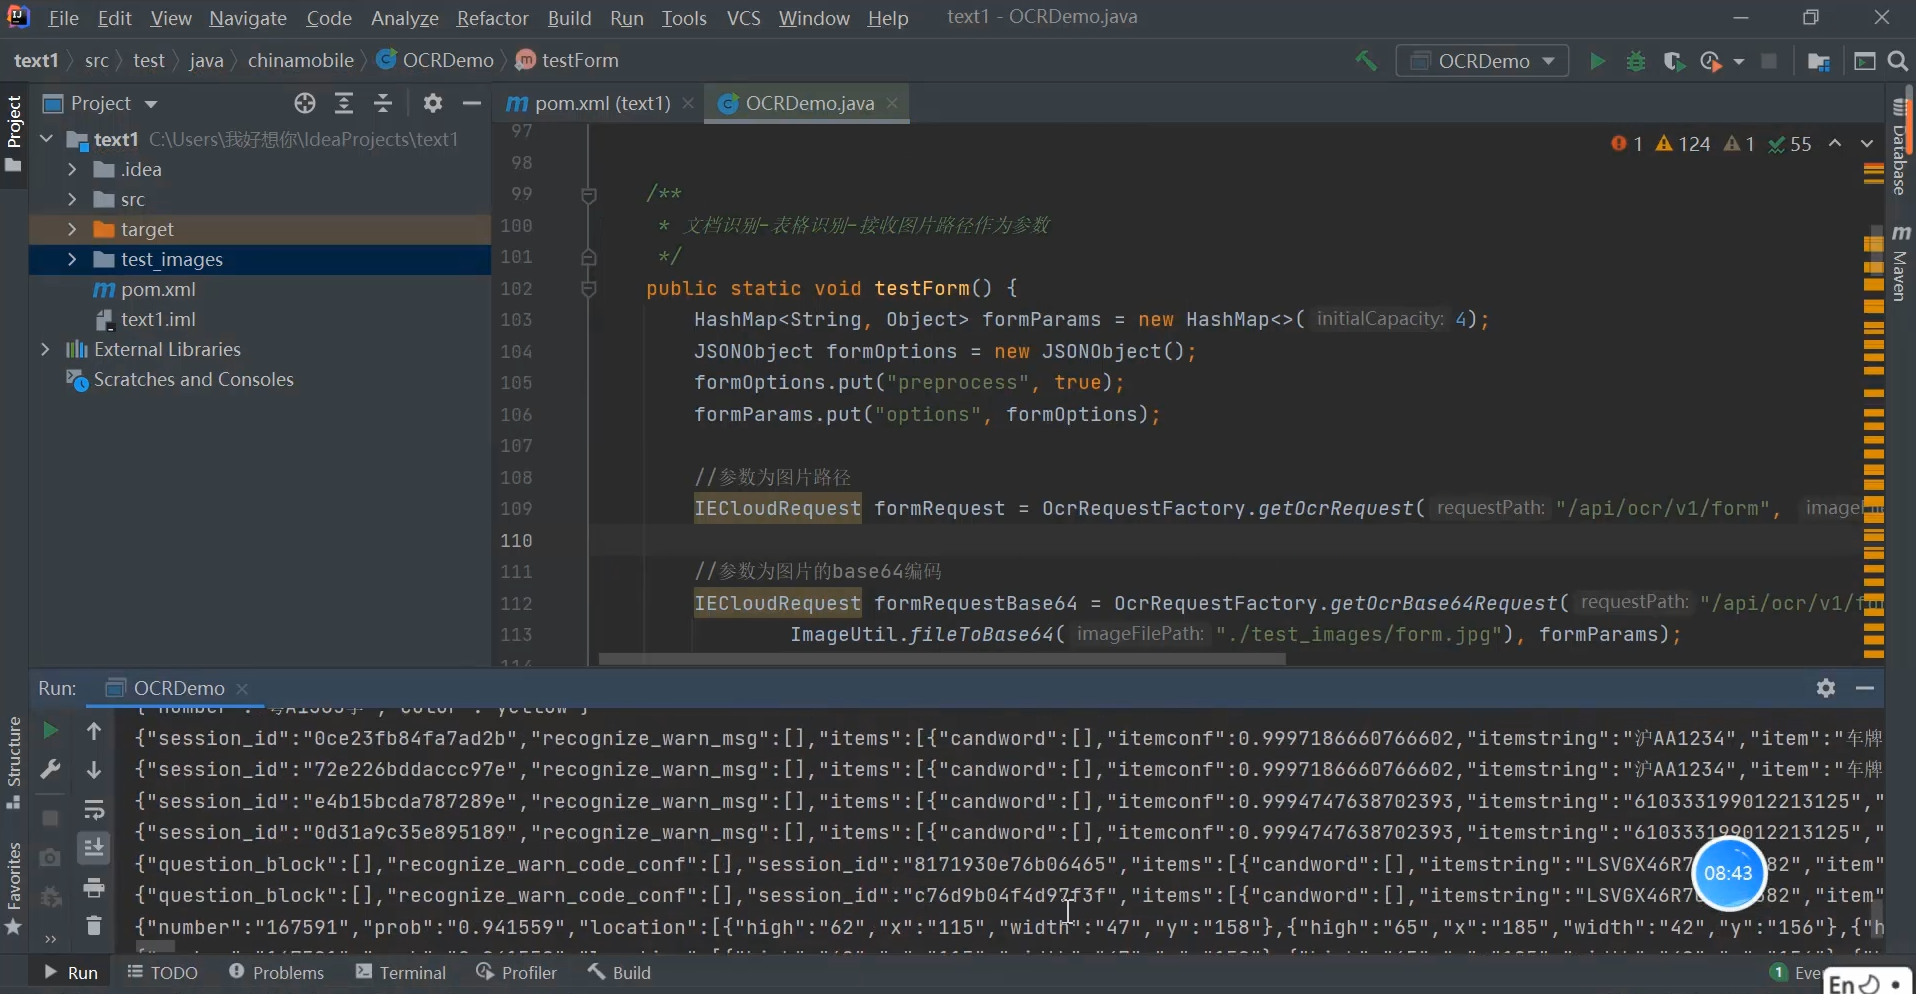 File Edit View Navigate Code Analyze Refactor Build Run Tools VCS Window Help text1 - OCRDemo.java
text1 src test java chinamobile OCRDemo testForm OCRDemo
Project
pom.xml (text1) OCRDemo.java
text1 C:\Users\我好想你\IdeaProjects\text1
.idea
src
target
test_images
pom.xml
text1.iml
External Libraries
Scratches and Consoles
1 124 1 55
97
98
99 /**
100 * 文档识别-表格识别-接收图片路径作为参数
101 */
102 public static void testForm() {
103 HashMap<String, Object> formParams = new HashMap<>( initialCapacity: 4);
104 JSONObject formOptions = new JSONObject();
105 formOptions.put("preprocess", true);
106 formParams.put("options", formOptions);
107
108 //参数为图片路径
109 IECloudRequest formRequest = OcrRequestFactory.getOcrRequest( requestPath: "/api/ocr/v1/form",
110
111 //参数为图片的base64编码
112 IECloudRequest formRequestBase64 = OcrRequestFactory.getOcrBase64Request( requestPath: "/api/ocr/v1/
113 ImageUtil.fileToBase64( imageFilePath: "./test_images/form.jpg"), formParams);
Project
Structure
Favorites
Database
Maven
Run: OCRDemo
{"session_id":"0ce23fb84fa7ad2b","recognize_warn_msg":[],"items":[{"candword":[],"itemconf":0.9997186660766602,"itemstring":"沪AA1234","item":"车牌
{"session_id":"72e226bddaccc97e","recognize_warn_msg":[],"items":[{"candword":[],"itemconf":0.9997186660766602,"itemstring":"沪AA1234","item":"车牌
{"session_id":"e4b15bcda787289e","recognize_warn_msg":[],"items":[{"candword":[],"itemconf":0.9994747638702393,"itemstring":"610333199012213125","
{"session_id":"0d31a9c35e895189","recognize_warn_msg":[],"items":[{"candword":[],"itemconf":0.9994747638702393,"itemstring":"610333199012213125","
{"question_block":[],"recognize_warn_code_conf":[],"session_id":"8171930e76b06465","items":[{"candword":[],"itemstring":"LSVGX46R7 82","item"
{"question_block":[],"recognize_warn_code_conf":[],"session_id":"c76d9b04f4d97f3f","items":[{"candword":[],"itemstring":"LSVGX46R7 82","item"
{"number":"167591","prob":"0.941559","location":[{"high":"62","x":"115","width":"47","y":"158"},{"high":"65","x":"185","width":"42","y":"156"},{"h
08:43
Run TODO Problems Terminal Profiler Build 1
En